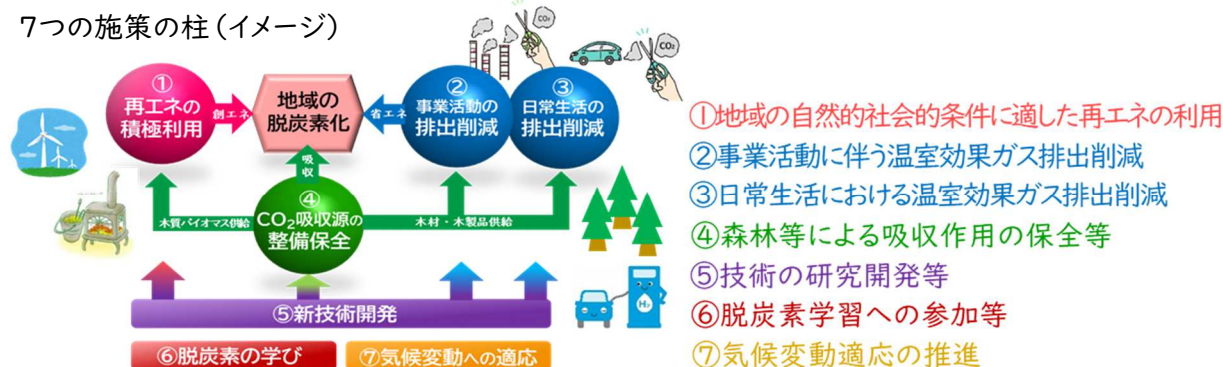 7つの施策の柱(イメージ)
CO₂
CO₂
①
再エネの
積極利用
創エネ
地域の
脱炭素化
省エネ
②
事業活動の
排出削減
③
日常生活の
排出削減
吸収
④
CO₂吸収源の
整備保全
木質バイオマス供給
木材・木製品供給
H₂
⑤新技術開発
⑥脱炭素の学び
⑦気候変動への適応
①地域の自然的社会的条件に適した再エネの利用
②事業活動に伴う温室効果ガス排出削減
③日常生活における温室効果ガス排出削減
④森林等による吸収作用の保全等
⑤技術の研究開発等
⑥脱炭素学習への参加等
⑦気候変動適応の推進